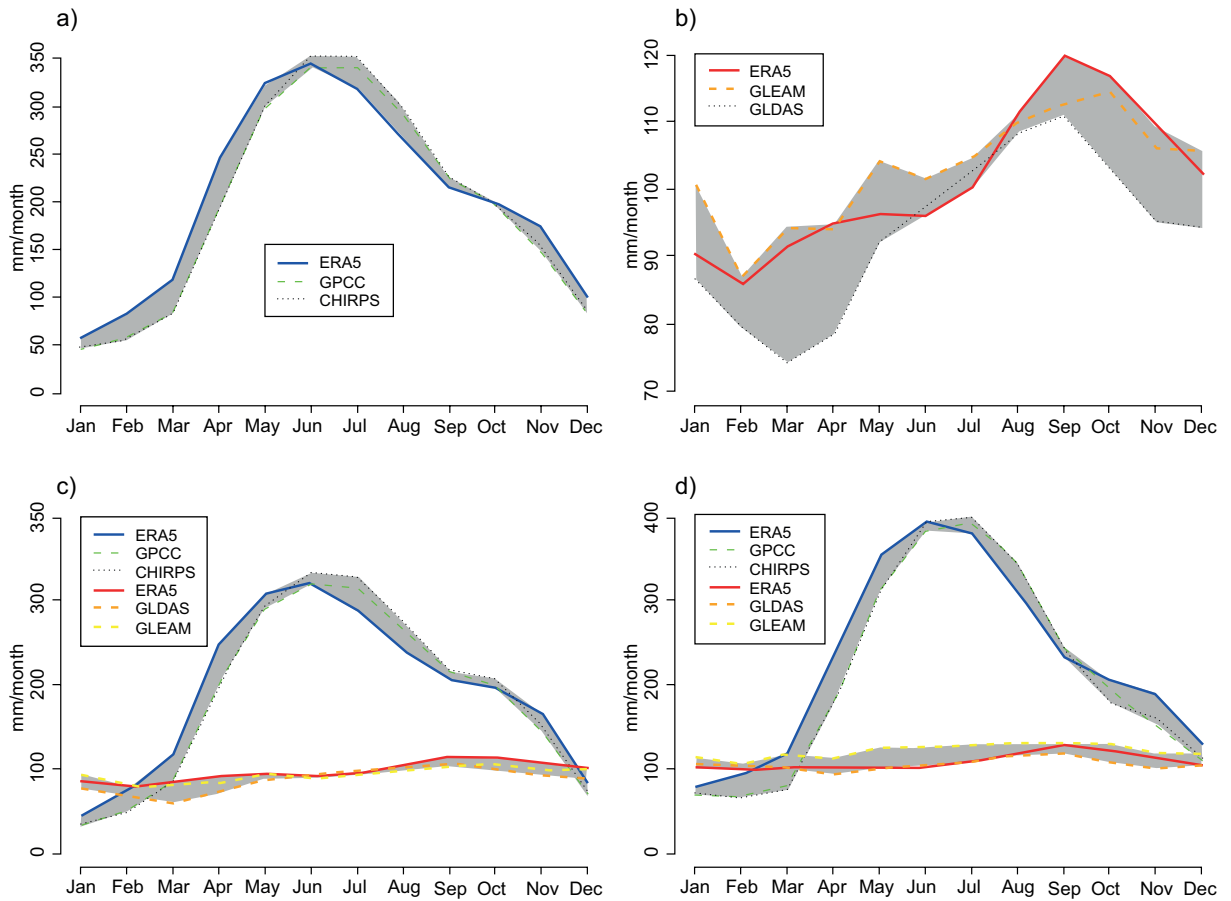 a)
mm/month
0 50 100 150 200 250 300 350
ERA5
GPCC
CHIRPS
Jan Feb Mar Apr May Jun Jul Aug Sep Oct Nov Dec
b)
mm/month
70 80 90 100 110 120
ERA5
GLEAM
GLDAS
Jan Feb Mar Apr May Jun Jul Aug Sep Oct Nov Dec
c)
mm/month
0 100 200 300 350
ERA5
GPCC
CHIRPS
ERA5
GLDAS
GLEAM
Jan Feb Mar Apr May Jun Jul Aug Sep Oct Nov Dec
d)
mm/month
0 100 200 300 400
ERA5
GPCC
CHIRPS
ERA5
GLDAS
GLEAM
Jan Feb Mar Apr May Jun Jul Aug Sep Oct Nov Dec